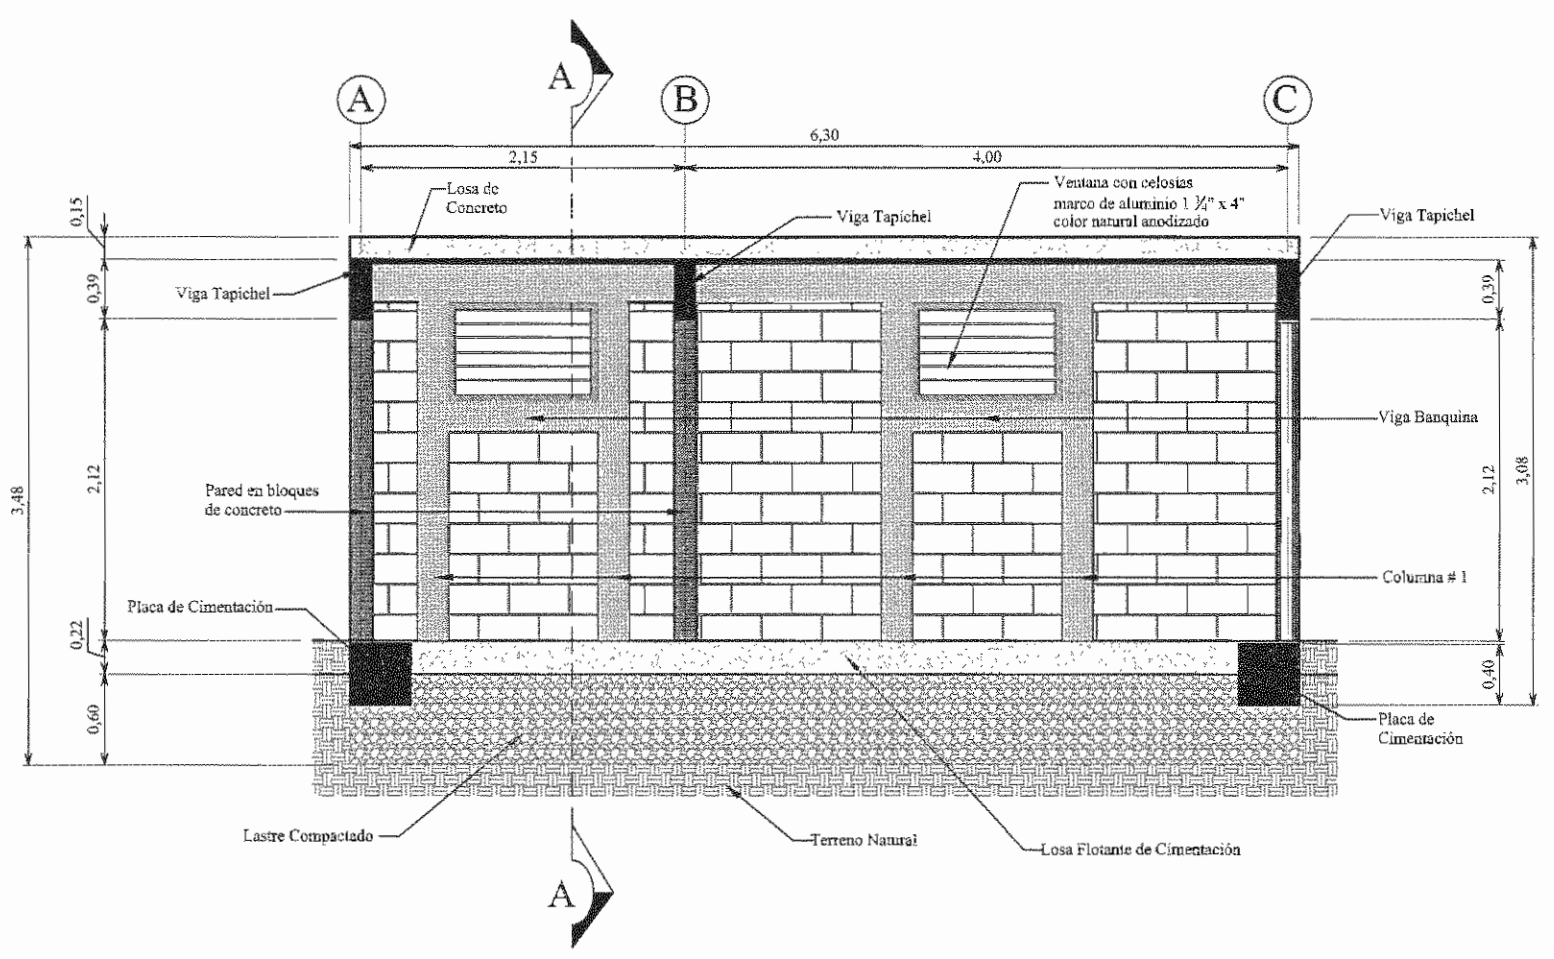 A
A
B
C
6,30
2,15
4,00
Losa de
Concreto
Ventana con celosias
marco de aluminio 1 ¾" x 4"
color natural anodizado
Viga Tapichel
Viga Tapichel
0,15
0,39
Viga Tapichel
0,39
2,12
3,48
Viga Banquina
2,12
3,08
Pared en bloques
de concreto
Columna # 1
Placa de Cimentación
0,22
0,40
0,60
Placa de
Cimentación
Lastre Compactado
Terreno Natural
Losa Flotante de Cimentación
A